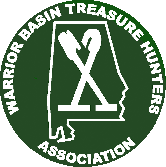 WARRIOR BASIN TREASURE HUNTERS
ASSOCIATION